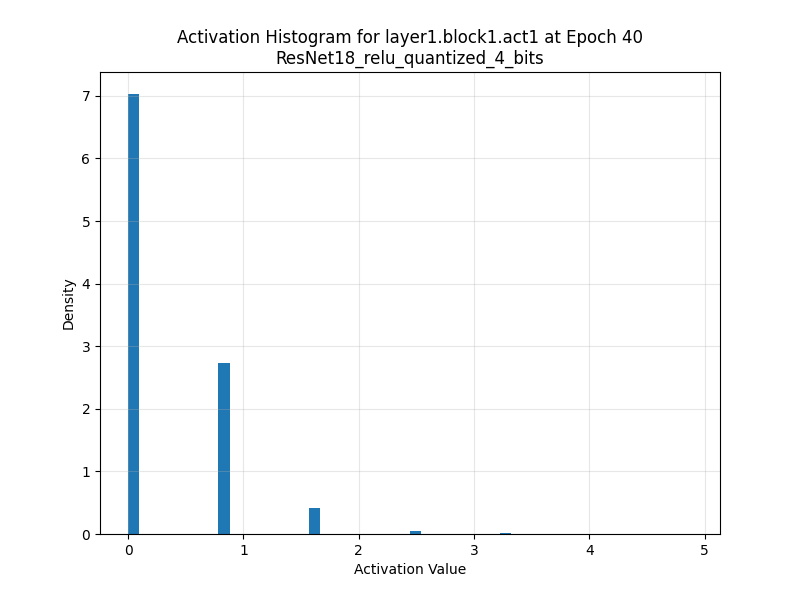 Activation Histogram for layer1.block1.act1 at Epoch 40
ResNet18_relu_quantized_4_bits
7
6
5
4
3
2
1
0
Density
0 1 2 3 4 5
Activation Value